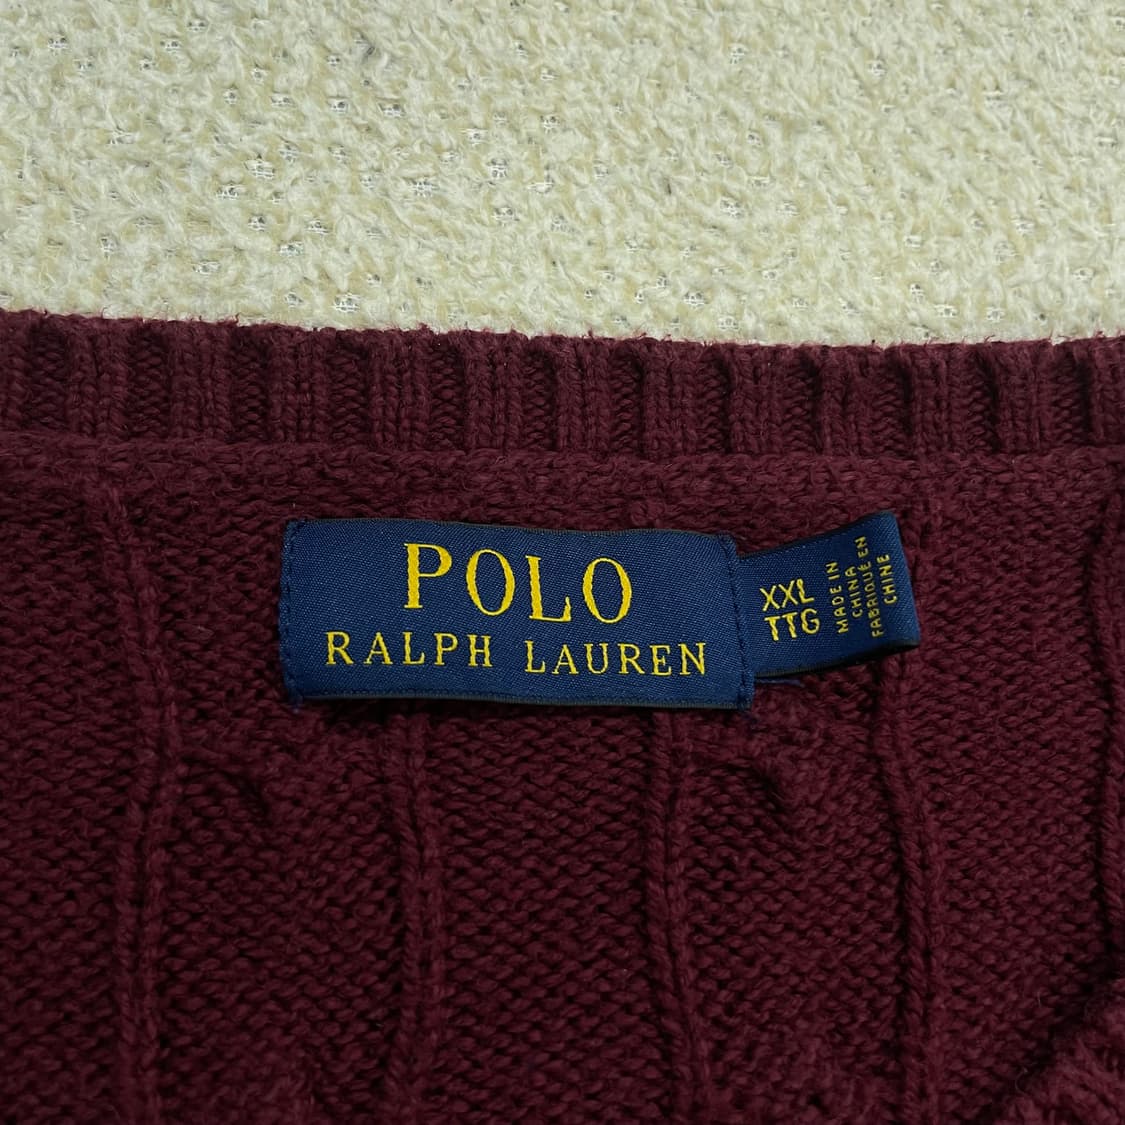 POLO
RALPH LAUREN
XXL
TTG
MADE IN
CHINA
FABRIQUÉ EN
CHINE